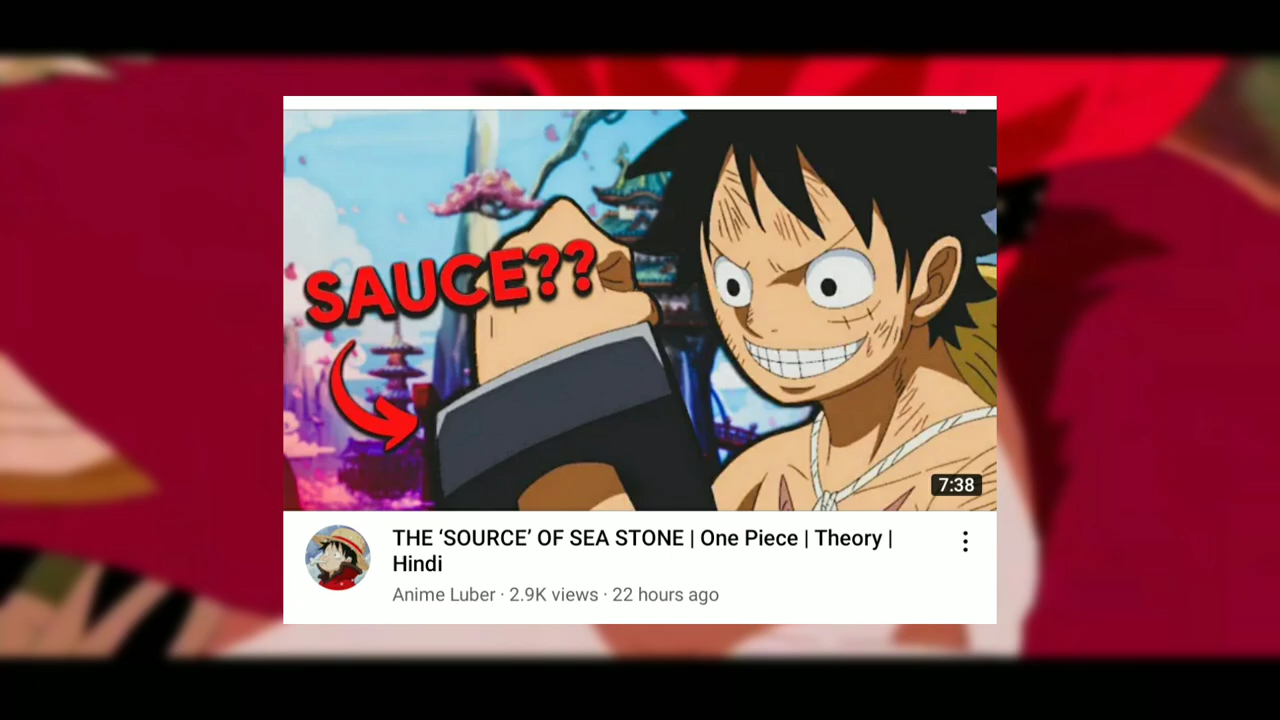 SAUCE??
7:38
THE ‘SOURCE’ OF SEA STONE | One Piece | Theory |
Hindi
Anime Luber · 2.9K views · 22 hours ago